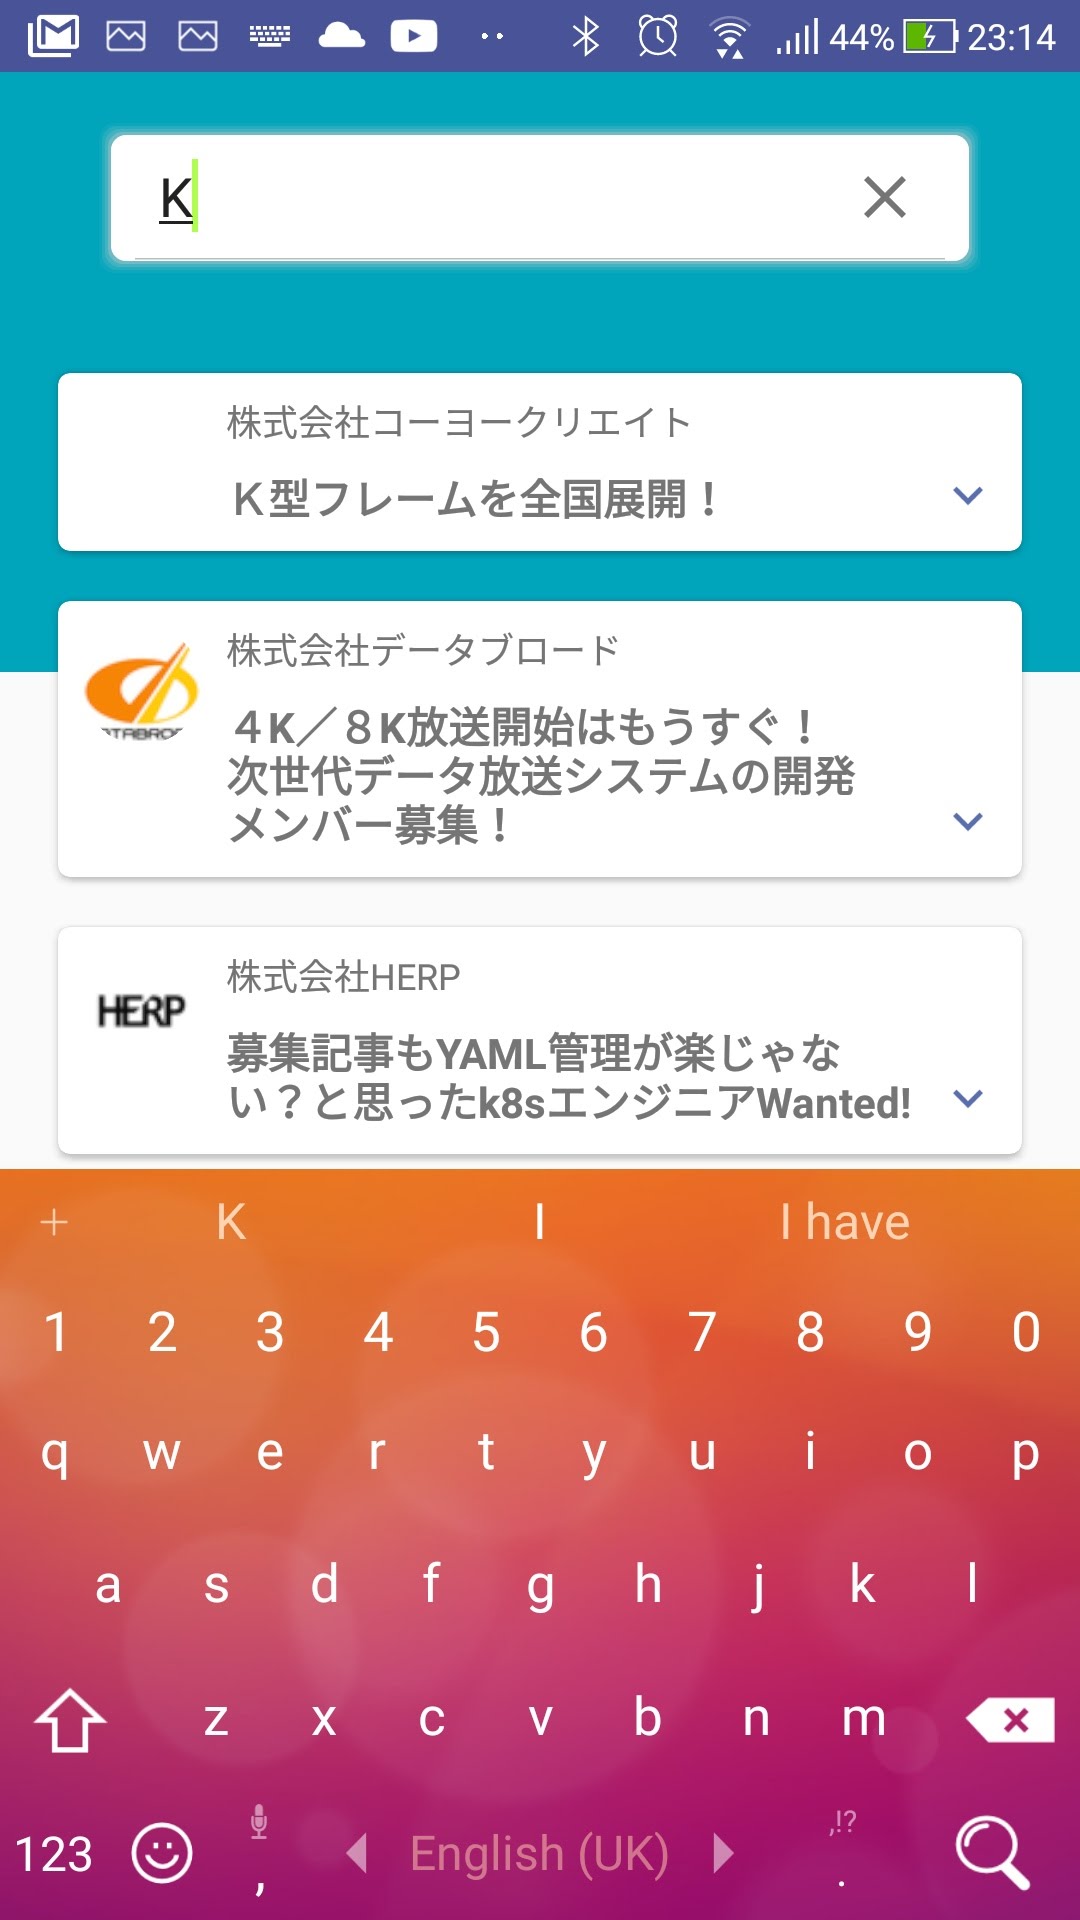 44% 23:14
K
株式会社コーヨークリエイト
Ｋ型フレームを全国展開！
株式会社データブロード
４K／８K放送開始はもうすぐ！
次世代データ放送システムの開発
メンバー募集！
株式会社HERP
HERP
募集記事もYAML管理が楽じゃな
い？と思ったk8sエンジニアWanted!
+ K I I have
1 2 3 4 5 6 7 8 9 0
q w e r t y u i o p
a s d f g h j k l
z x c v b n m
123 , English (UK) ,!? .